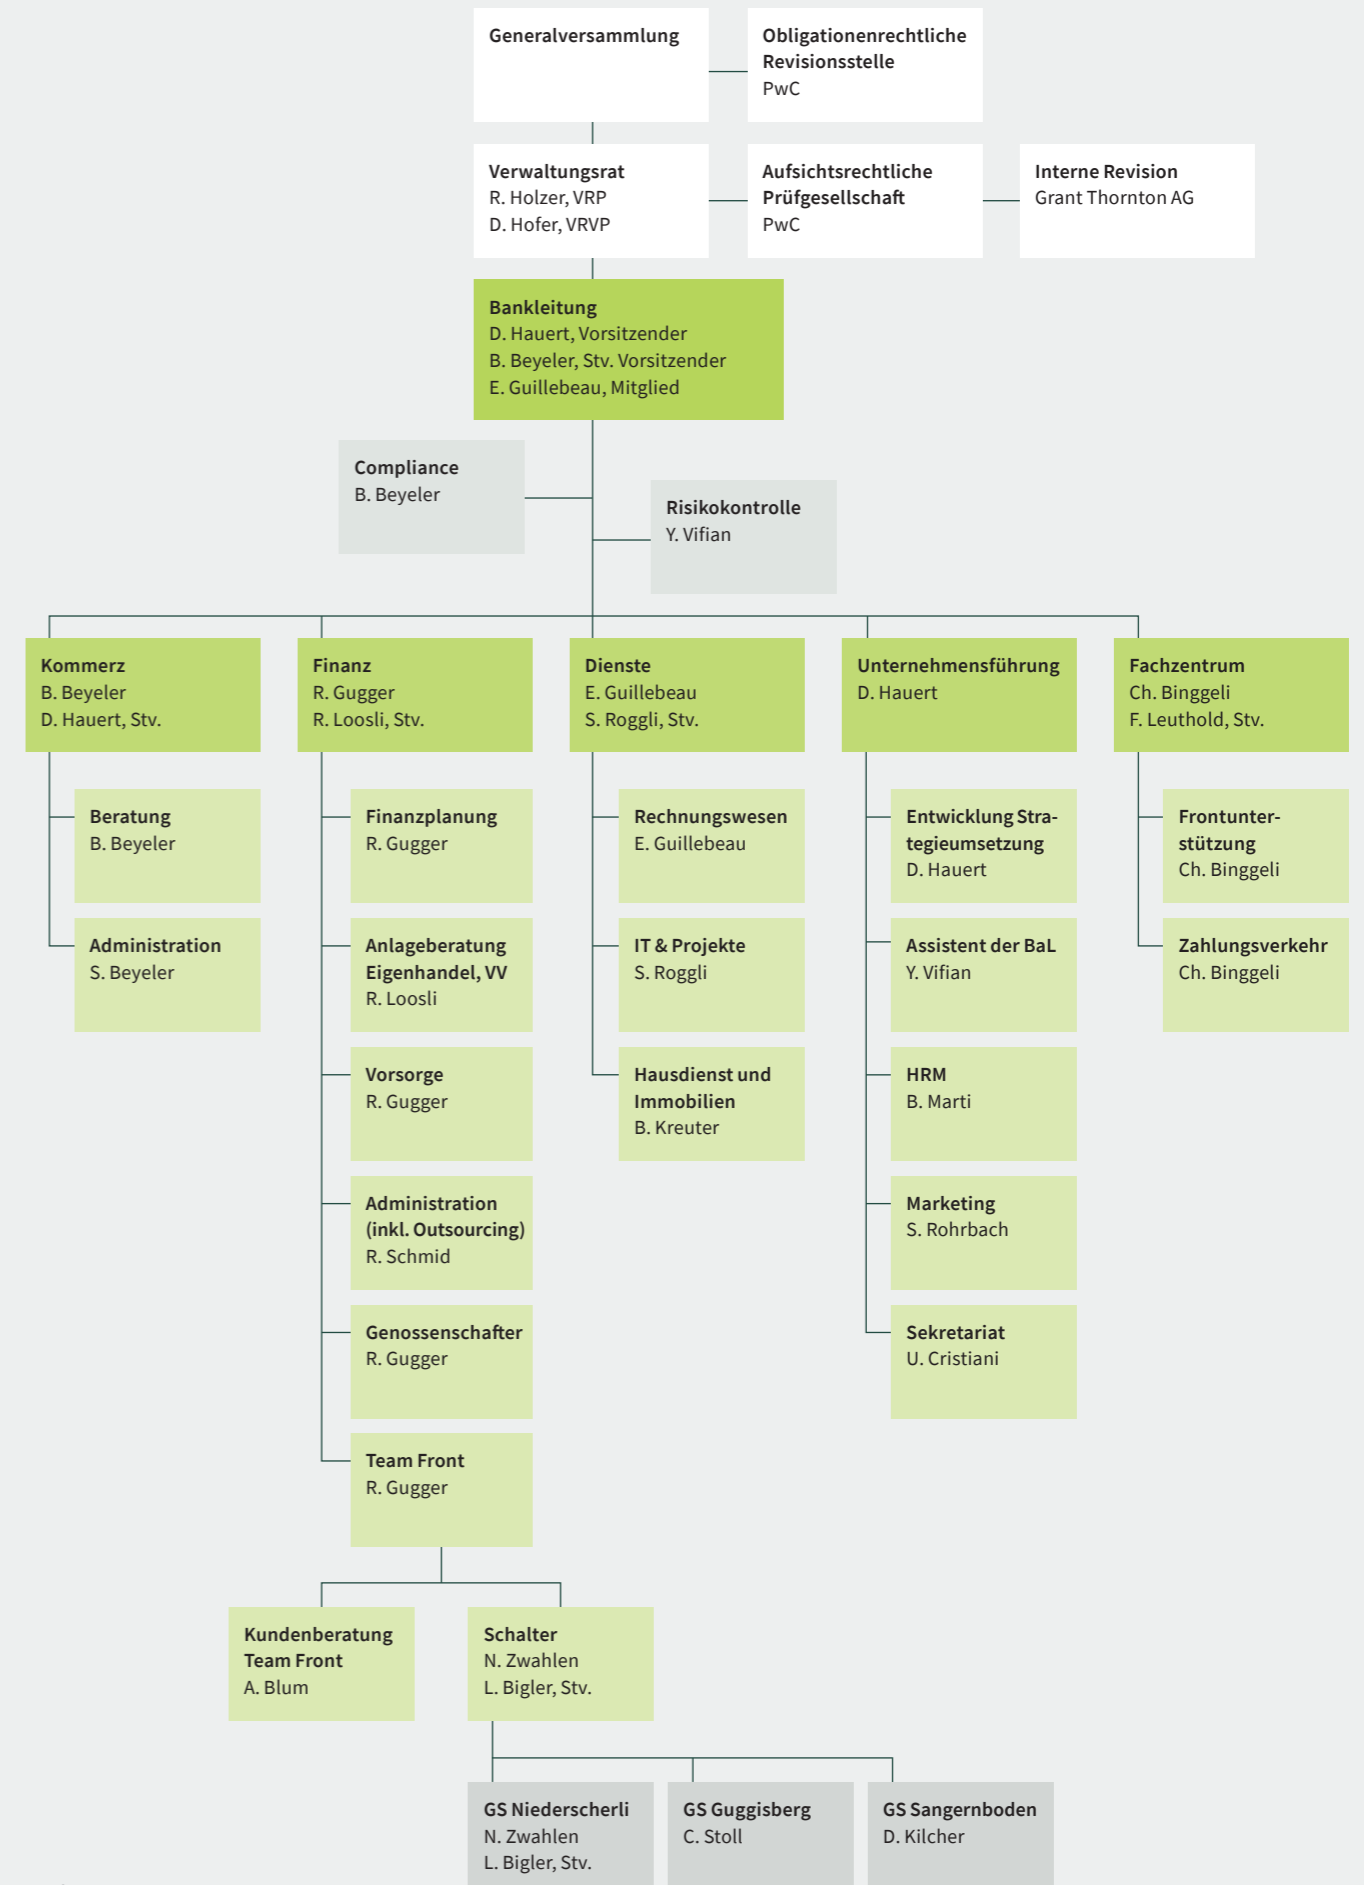 Generalversammlung
Obligationenrechtliche
Revisionsstelle
PwC
Verwaltungsrat
R. Holzer, VRP
D. Hofer, VRVP
Aufsichtsrechtliche
Prüfgesellschaft
PwC
Interne Revision
Grant Thornton AG
Bankleitung
D. Hauert, Vorsitzender
B. Beyeler, Stv. Vorsitzender
E. Guillebeau, Mitglied
Compliance
B. Beyeler
Risikokontrolle
Y. Vifian
Kommerz
B. Beyeler
D. Hauert, Stv.
Finanz
R. Gugger
R. Loosli, Stv.
Dienste
E. Guillebeau
S. Roggli, Stv.
Unternehmensführung
D. Hauert
Fachzentrum
Ch. Binggeli
F. Leuthold, Stv.
Beratung
B. Beyeler
Administration
S. Beyeler
Finanzplanung
R. Gugger
Anlageberatung
Eigenhandel, VV
R. Loosli
Vorsorge
R. Gugger
Administration
(inkl. Outsourcing)
R. Schmid
Genossenschafter
R. Gugger
Team Front
R. Gugger
Rechnungswesen
E. Guillebeau
IT & Projekte
S. Roggli
Hausdienst und
Immobilien
B. Kreuter
Entwicklung Stra-
tegieumsetzung
D. Hauert
Assistent der BaL
Y. Vifian
HRM
B. Marti
Marketing
S. Rohrbach
Sekretariat
U. Cristiani
Frontunter-
stützung
Ch. Binggeli
Zahlungsverkehr
Ch. Binggeli
Kundenberatung
Team Front
A. Blum
Schalter
N. Zwahlen
L. Bigler, Stv.
GS Niederscherli
N. Zwahlen
L. Bigler, Stv.
GS Guggisberg
C. Stoll
GS Sangernboden
D. Kilcher